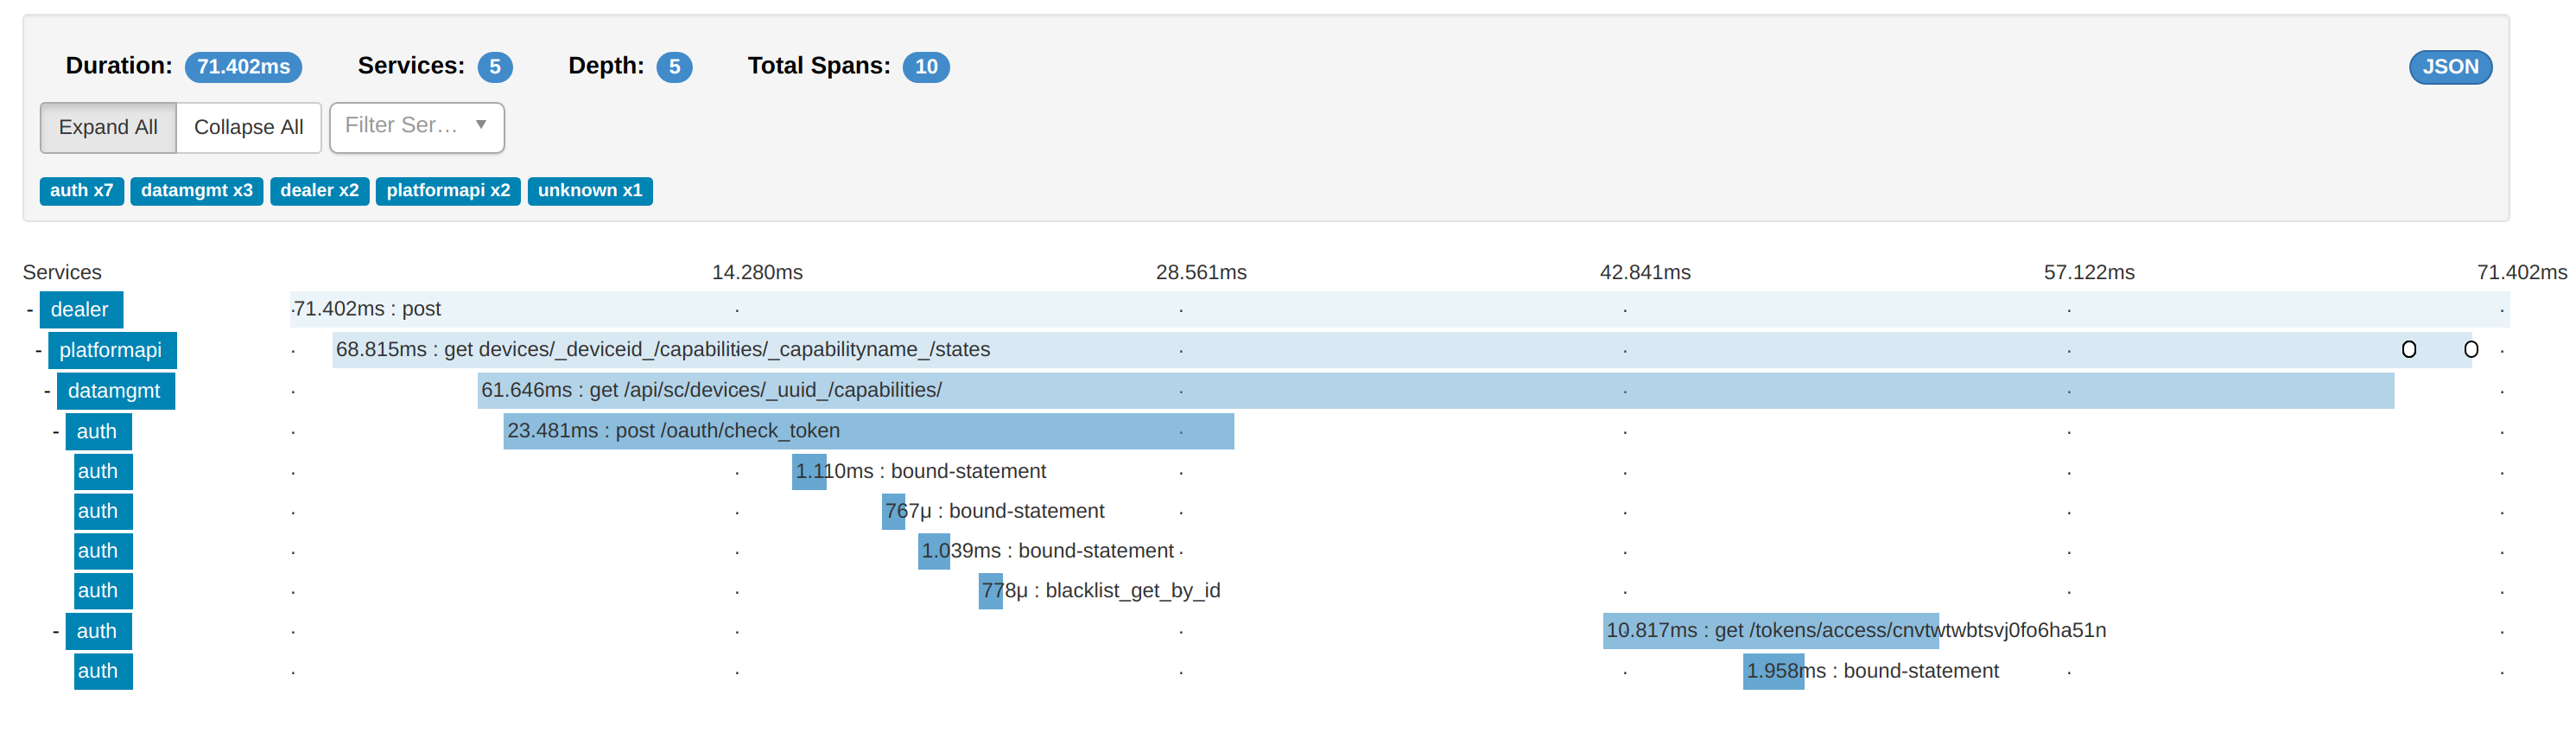 Duration: 71.402ms Services: 5 Depth: 5 Total Spans: 10 JSON
Expand All Collapse All Filter Ser...
auth x7 datamgmt x3 dealer x2 platformapi x2 unknown x1
Services 14.280ms 28.561ms 42.841ms 57.122ms 71.402ms
- dealer 71.402ms : post
- platformapi 68.815ms : get devices/_deviceid_/capabilities/_capabilityname_/states
- datamgmt 61.646ms : get /api/sc/devices/_uuid_/capabilities/
- auth 23.481ms : post /oauth/check_token
auth 1.110ms : bound-statement
auth 767μ : bound-statement
auth 1.039ms : bound-statement
auth 778μ : blacklist_get_by_id
- auth 10.817ms : get /tokens/access/cnvtwtwbtsvj0fo6ha51n
auth 1.958ms : bound-statement